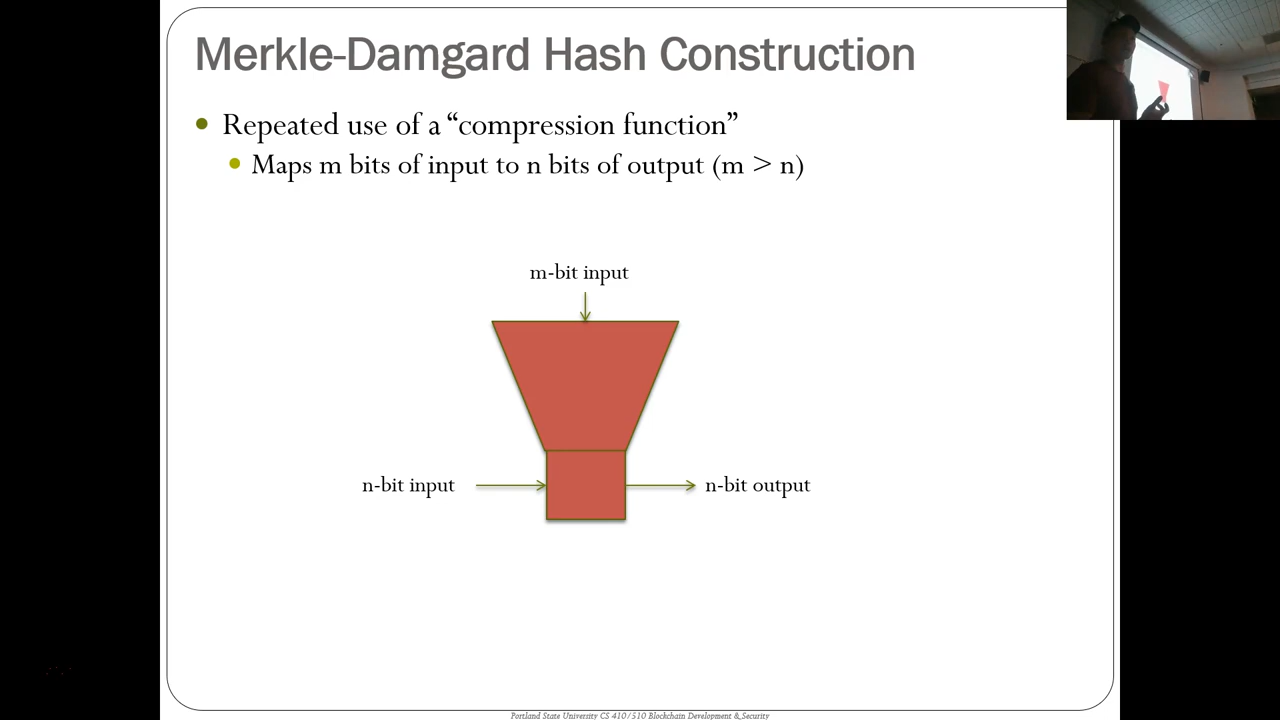 Merkle-Damgard Hash Construction
Repeated use of a “compression function”
Maps m bits of input to n bits of output (m > n)
m-bit input
n-bit input
n-bit output
Portland State University CS 410/510 Blockchain Development & Security